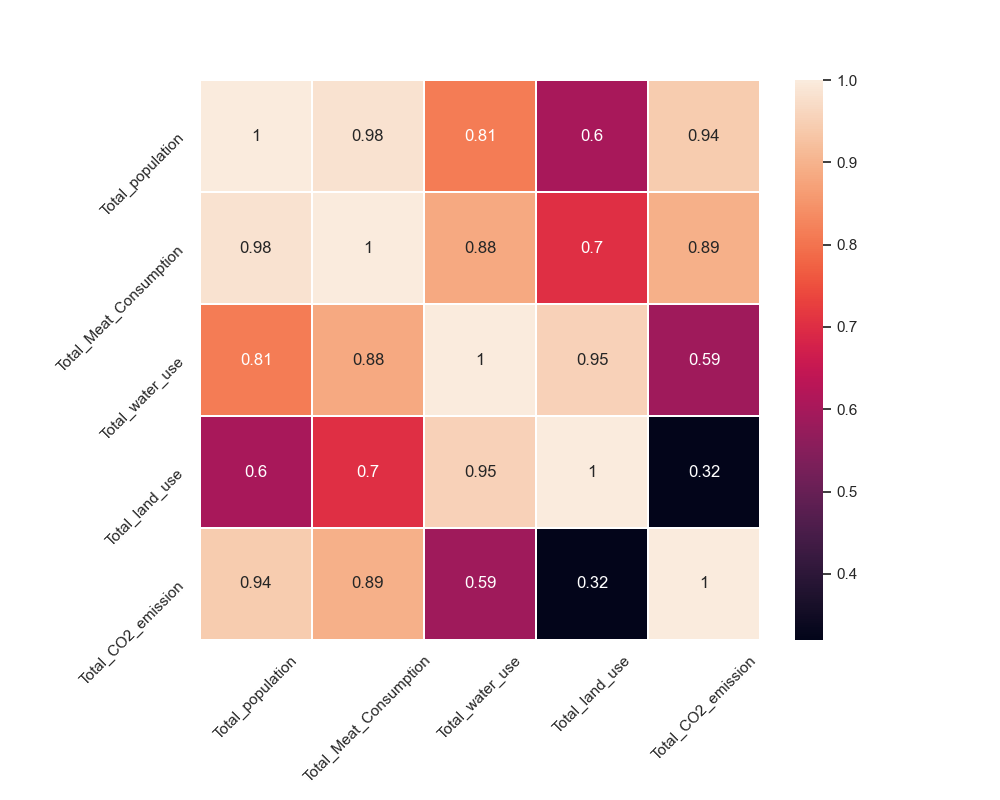 Total_population 1 0.98 0.81 0.6 0.94
Total_Meat_Consumption 0.98 1 0.88 0.7 0.89
Total_water_use 0.81 0.88 1 0.95 0.59
Total_land_use 0.6 0.7 0.95 1 0.32
Total_CO2_emission 0.94 0.89 0.59 0.32 1
Total_population
Total_Meat_Consumption
Total_water_use
Total_land_use
Total_CO2_emission
1.0
0.9
0.8
0.7
0.6
0.5
0.4